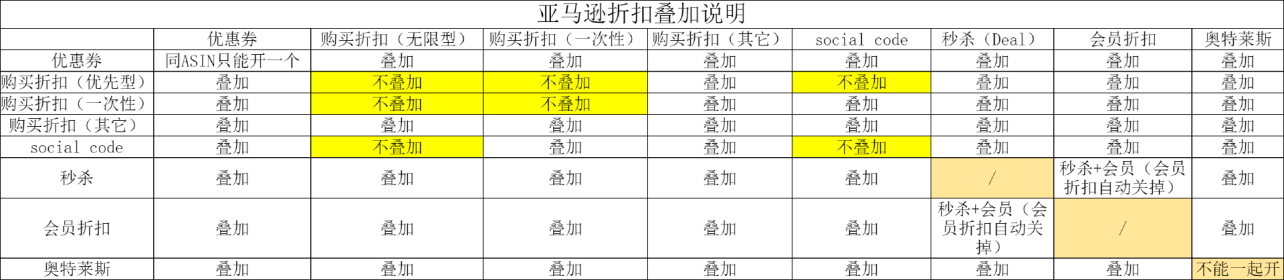 亚马逊折扣叠加说明
优惠券 购买折扣（无限型） 购买折扣（一次性） 购买折扣（其它） social code 秒杀（Deal） 会员折扣 奥特莱斯
优惠券 同ASIN只能开一个 叠加 叠加 叠加 叠加 叠加 叠加 叠加
购买折扣（优先型） 叠加 不叠加 不叠加 叠加 不叠加 叠加 叠加 叠加
购买折扣（一次性） 叠加 不叠加 不叠加 叠加 叠加 叠加 叠加 叠加
购买折扣（其它） 叠加 叠加 叠加 叠加 叠加 叠加 叠加 叠加
social code 叠加 不叠加 叠加 叠加 不叠加 叠加 叠加 叠加
秒杀 叠加 叠加 叠加 叠加 叠加 / 秒杀+会员（会员
折扣自动关掉） 叠加
会员折扣 叠加 叠加 叠加 叠加 叠加 秒杀+会员（会
员折扣自动关
掉） / 叠加
奥特莱斯 叠加 叠加 叠加 叠加 叠加 叠加 叠加 不能一起开